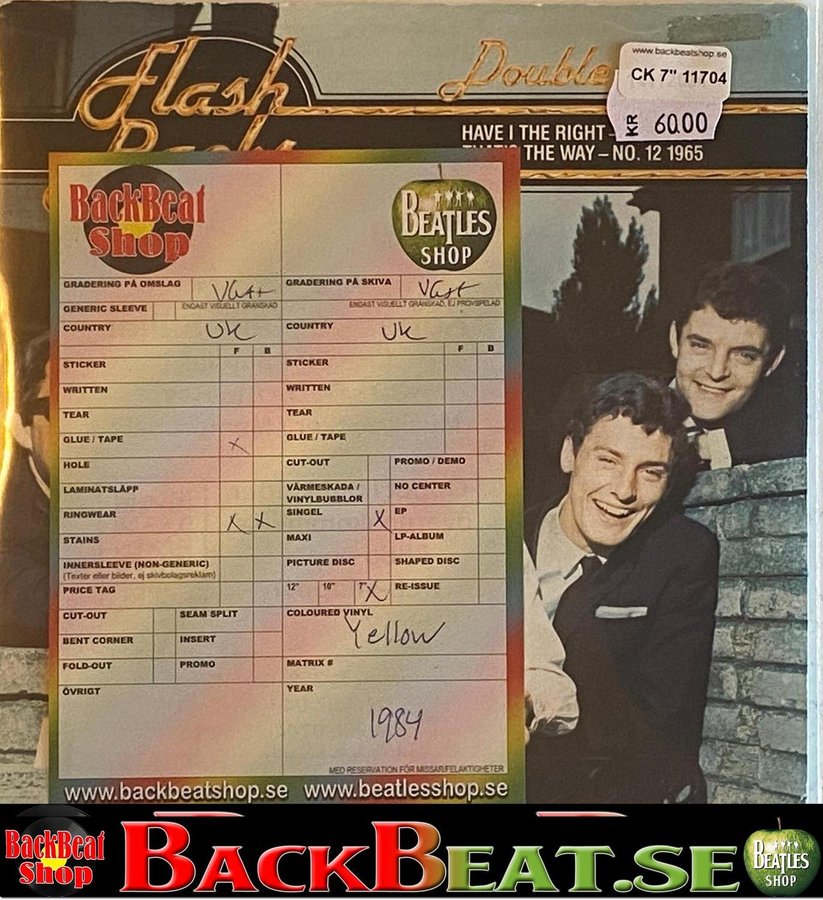 Flash
Double
www.backbeatshop.se
CK 7" 11704
KR 60.00
HAVE I THE RIGHT –
THAT'S THE WAY – NO. 12 1965
BackBeat
Shop
BEATLES
SHOP
GRADERING PÅ OMSLAG VG++
GRADERING PÅ SKIVA
GENERIC SLEEVE
ENDAST VISUELLT GRANSKAD
ENDAST VISUELLT GRANSKAD, EJ PROVSPELAD
COUNTRY UK
COUNTRY UK
F B
F B
STICKER
STICKER
WRITTEN
WRITTEN
TEAR
TEAR
GLUE / TAPE X
GLUE / TAPE
HOLE
CUT-OUT
PROMO / DEMO
LAMINATSLÄPP
VÄRMESKADA /
VINYLBUBBLOR
NO CENTER
RINGWEAR X X
SINGEL X
EP
STAINS
MAXI
LP-ALBUM
INNERSLEEVE (NON-GENERIC)
(Texter eller bilder, ej skivbolagsreklam)
PICTURE DISC
SHAPED DISC
PRICE TAG
12" 10" 7" X
RE-ISSUE
CUT-OUT
SEAM SPLIT
COLOURED VINYL
Yellow
BENT CORNER
INSERT
FOLD-OUT
PROMO
MATRIX #
ÖVRIGT
YEAR
1984
MED RESERVATION FÖR MISSAR/FELAKTIGHETER
www.backbeatshop.se www.beatlesshop.se
BackBeat
Shop
BACKBEAT.SE
BEATLES
SHOP